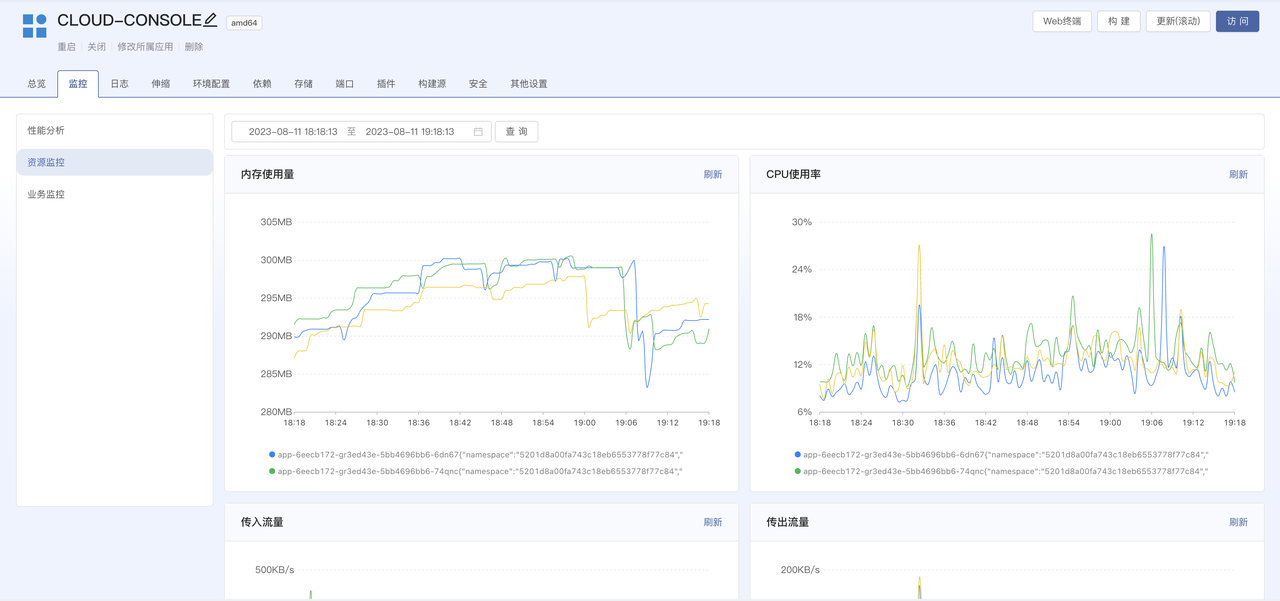 CLOUD-CONSOLE amd64
Web终端 构 建 更新(滚动) 访 问
重启 关闭 修改所属应用 删除
总览 监控 日志 伸缩 环境配置 依赖 存储 端口 插件 构建源 安全 其他设置
性能分析
资源监控
业务监控
2023-08-11 18:18:13 至 2023-08-11 19:18:13 查 询
内存使用量 刷新
305MB
300MB
295MB
290MB
285MB
280MB
18:18 18:24 18:30 18:36 18:42 18:48 18:54 19:00 19:06 19:12 19:18
app-6eecb172-gr3ed43e-5bb4696bb6-6dn67{"namespace":"5201d8a00fa743c18eb6553778f77c84","
app-6eecb172-gr3ed43e-5bb4696bb6-74qnc{"namespace":"5201d8a00fa743c18eb6553778f77c84","
CPU使用率 刷新
30%
24%
18%
12%
6%
18:18 18:24 18:30 18:36 18:42 18:48 18:54 19:00 19:06 19:12 19:18
app-6eecb172-gr3ed43e-5bb4696bb6-6dn67{"namespace":"5201d8a00fa743c18eb6553778f77c84","
app-6eecb172-gr3ed43e-5bb4696bb6-74qnc{"namespace":"5201d8a00fa743c18eb6553778f77c84","
传入流量 刷新
500KB/s
传出流量 刷新
200KB/s